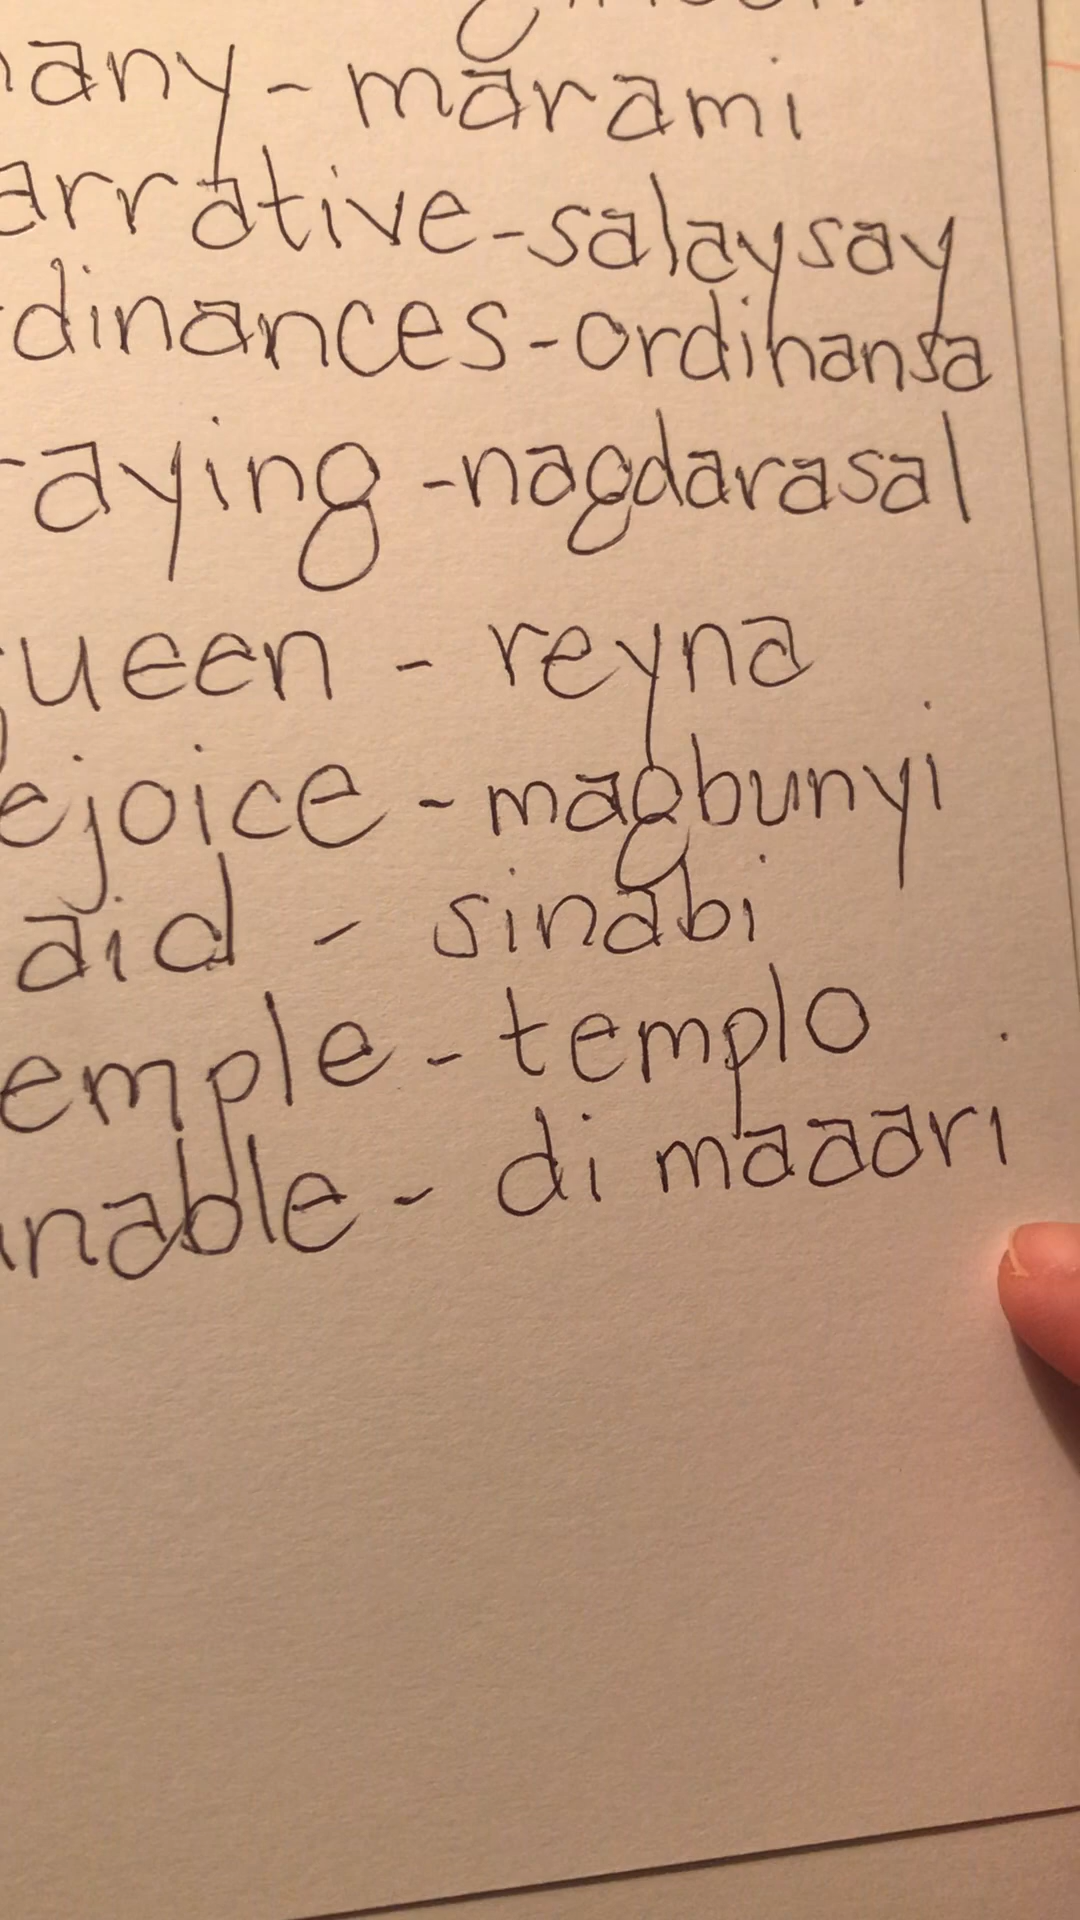 any - marami
arrative - salaysay
dinances - ordinansa
aying - nagdarasal
ueen - reyna
ejoice - magbunyi
aid - sinabi
emple - templo
nable - di maaari